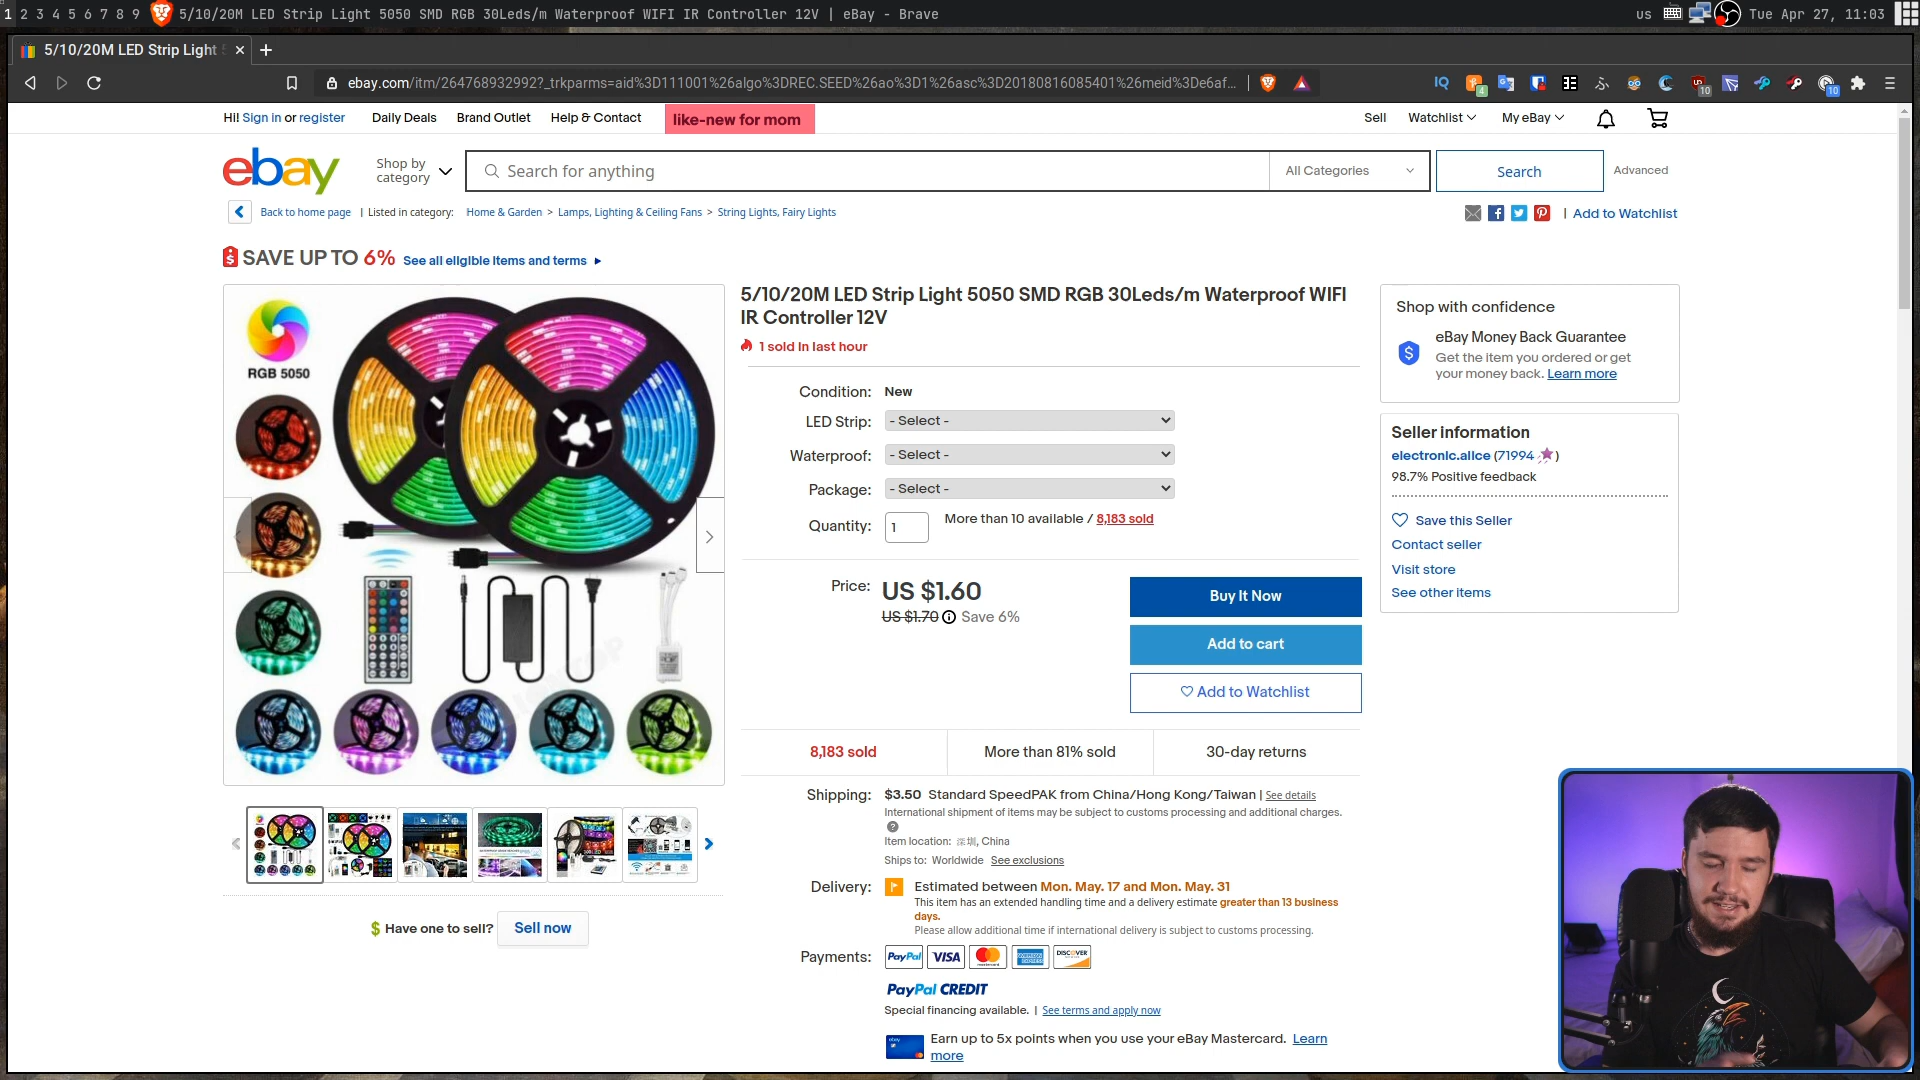 1 2 3 4 5 6 7 8 9 5/10/20M LED Strip Light 5050 SMD RGB 30Leds/m Waterproof WIFI IR Controller 12V | eBay - Brave
us Tue Apr 27, 11:03
5/10/20M LED Strip Light 5
ebay.com/itm/264768932992?_trkparms=aid%3D111001%26algo%3DREC.SEED%26ao%3D1%26asc%3D20180816085401%26meid%3De6af...
IQ 4 10 10
Hi! Sign in or register Daily Deals Brand Outlet Help & Contact like-new for mom Sell Watchlist My eBay
ebay Shop by category Search for anything All Categories Search Advanced
Back to home page | Listed in category: Home & Garden > Lamps, Lighting & Ceiling Fans > String Lights, Fairy Lights | Add to Watchlist
SAVE UP TO 6% See all eligible items and terms
RGB 5050
5/10/20M LED Strip Light 5050 SMD RGB 30Leds/m Waterproof WIFI
IR Controller 12V
1 sold in last hour
Condition: New
LED Strip: - Select -
Waterproof: - Select -
Package: - Select -
Quantity: 1 More than 10 available / 8,183 sold
Price: US $1.60
US $1.70 Save 6%
Buy It Now
Add to cart
Add to Watchlist
8,183 sold More than 81% sold 30-day returns
Shipping: $3.50 Standard SpeedPAK from China/Hong Kong/Taiwan | See details
International shipment of items may be subject to customs processing and additional charges.
Item location: 深圳, China
Ships to: Worldwide See exclusions
Delivery: Estimated between Mon. May. 17 and Mon. May. 31
This item has an extended handling time and a delivery estimate greater than 13 business
days.
Please allow additional time if international delivery is subject to customs processing.
Payments: PayPal VISA mastercard DISCOVER
PayPal CREDIT
Special financing available. | See terms and apply now
Earn up to 5x points when you use your eBay Mastercard. Learn
more
Have one to sell? Sell now
Shop with confidence
eBay Money Back Guarantee
Get the item you ordered or get
your money back. Learn more
Seller information
electronic.alice (71994 )
98.7% Positive feedback
Save this Seller
Contact seller
Visit store
See other items